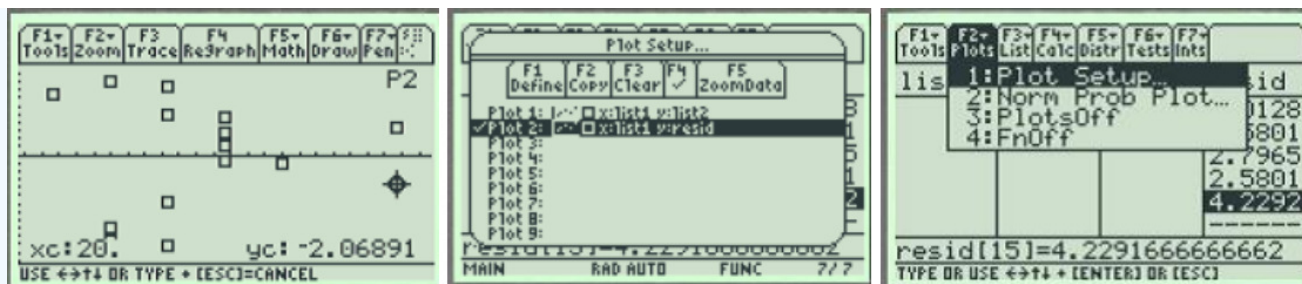 F1▾ F2▾ F3 F4 F5▾ F6▾ F7▾
Tools Zoom Trace ReGraph Math Draw Pen
P2
xc:20. yc:-2.06891
USE ←→↑↓ OR TYPE + [ESC]=CANCEL
Plot Setup...
F1 F2 F3 F4 F5
Define Copy Clear ✓ ZoomData
Plot 1: x:list1 y:list2
✓Plot 2: x:list1 y:resid
Plot 3:
Plot 4:
Plot 5:
Plot 6:
Plot 7:
Plot 8:
Plot 9:
MAIN RAD AUTO FUNC 7/7
F1▾ F2▾ F3▾ F4▾ F5▾ F6▾ F7▾
Tools Plots List Calc Distr Tests Ints
1:Plot Setup…
2:Norm Prob Plot…
3:PlotsOff
4:FnOff
2.7965
2.5801
4.2292
resid[15]=4.2291666666662
TYPE OR USE ←→↑↓ + [ENTER] OR [ESC]